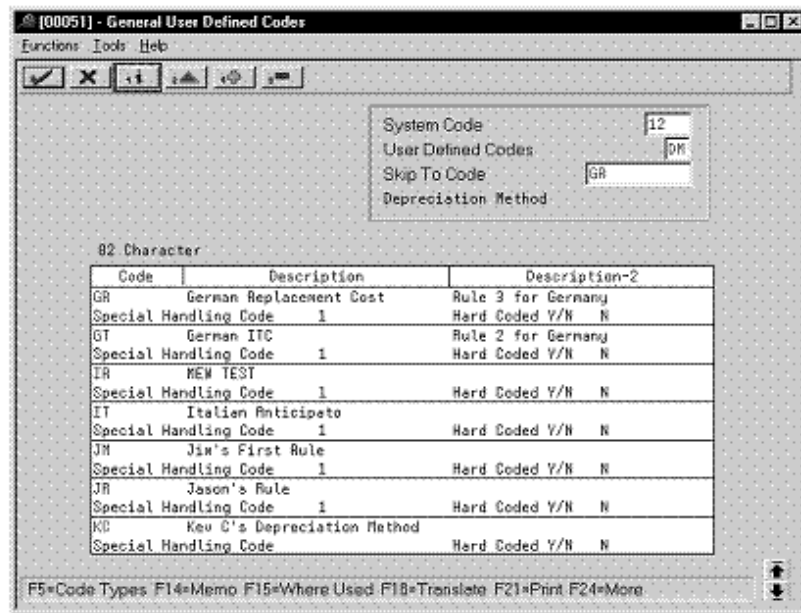 [00051] - General User Defined Codes
Functions Tools Help
System Code 12
User Defined Codes DM
Skip To Code GR
Depreciation Method
02 Character
Code Description Description-2
GR German Replacement Cost Rule 3 for Germany
Special Handling Code 1 Hard Coded Y/N N
GT German ITC Rule 2 for Germany
Special Handling Code 1 Hard Coded Y/N N
IR NEW TEST
Special Handling Code 1 Hard Coded Y/N N
IT Italian Anticipato
Special Handling Code 1 Hard Coded Y/N N
JM Jim's First Rule
Special Handling Code 1 Hard Coded Y/N N
JR Jason's Rule
Special Handling Code 1 Hard Coded Y/N N
KC Kev C's Depreciation Method
Special Handling Code Hard Coded Y/N N
F5=Code Types F14=Memo F15=Where Used F18=Translate F21=Print F24=More